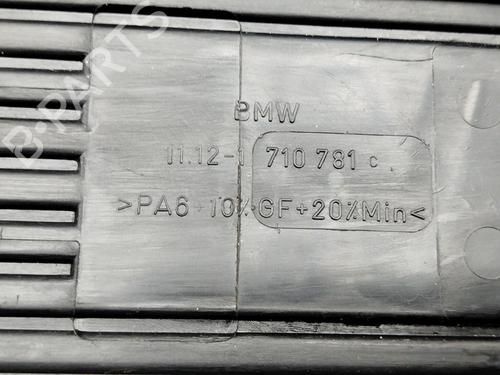 B-PARTS
BMW
11.12-1 710 781 c
>PA6+10%GF+20%Min<